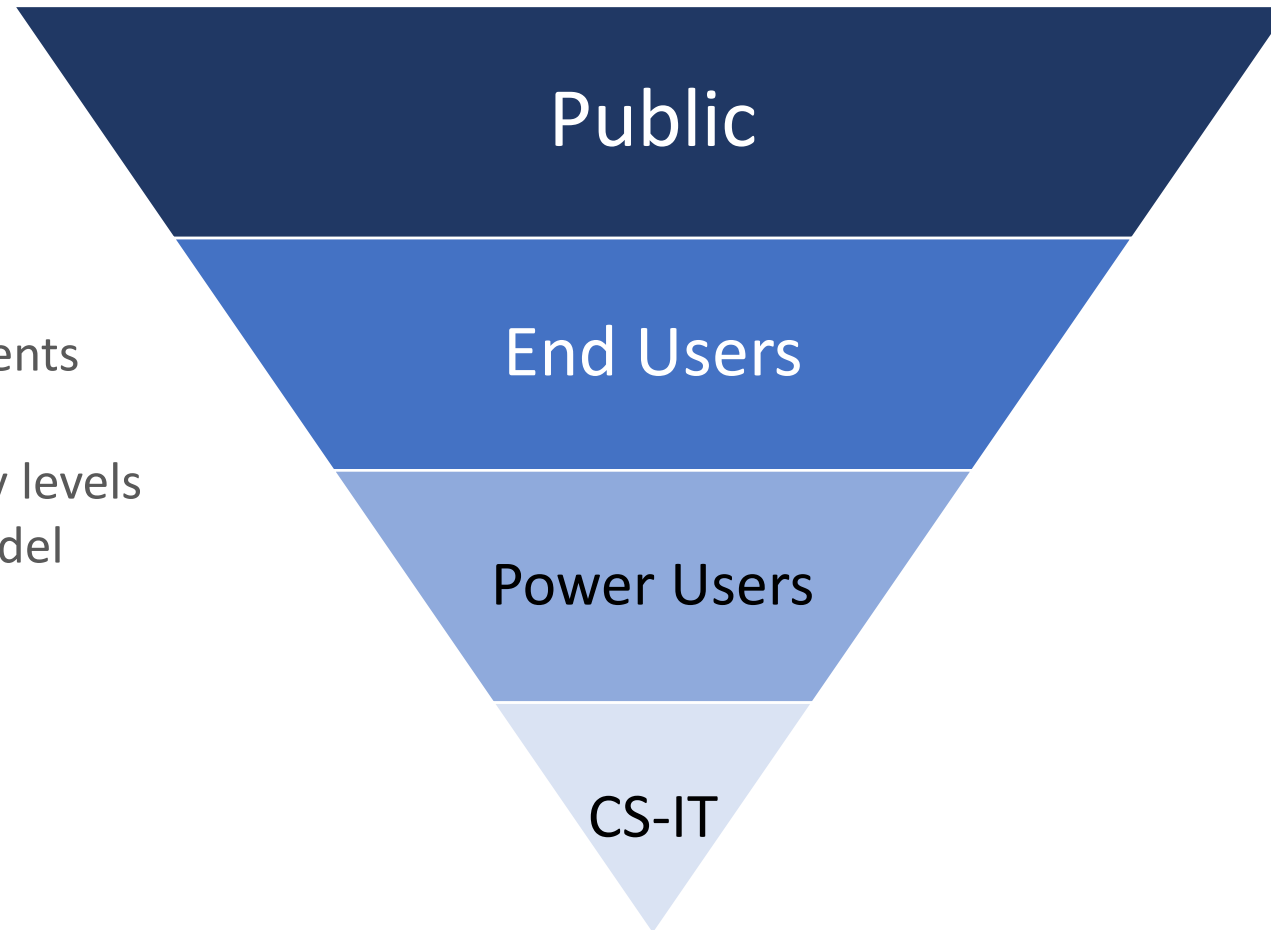 Public
End Users
ents
Power Users
y levels
del
CS-IT